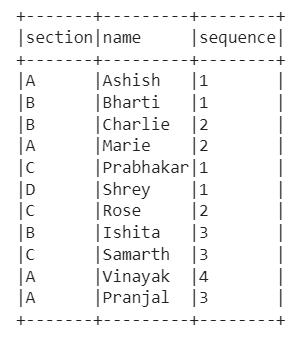 +-------+---------+--------+
|section|name     |sequence|
+-------+---------+--------+
|A      |Ashish   |1       |
|B      |Bharti   |1       |
|B      |Charlie  |2       |
|A      |Marie    |2       |
|C      |Prabhakar|1       |
|D      |Shrey    |1       |
|C      |Rose     |2       |
|B      |Ishita   |3       |
|C      |Samarth  |3       |
|A      |Vinayak  |4       |
|A      |Pranjal  |3       |
+-------+---------+--------+